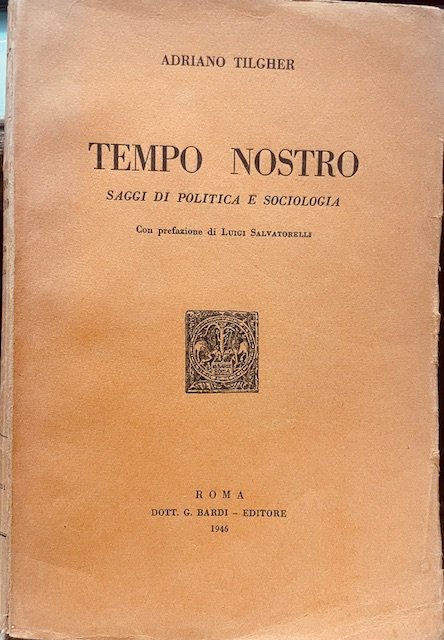 ADRIANO TILGHER
TEMPO NOSTRO
SAGGI DI POLITICA E SOCIOLOGIA
Con prefazione di LUIGI SALVATORELLI
ROMA
DOTT. G. BARDI – EDITORE
1946